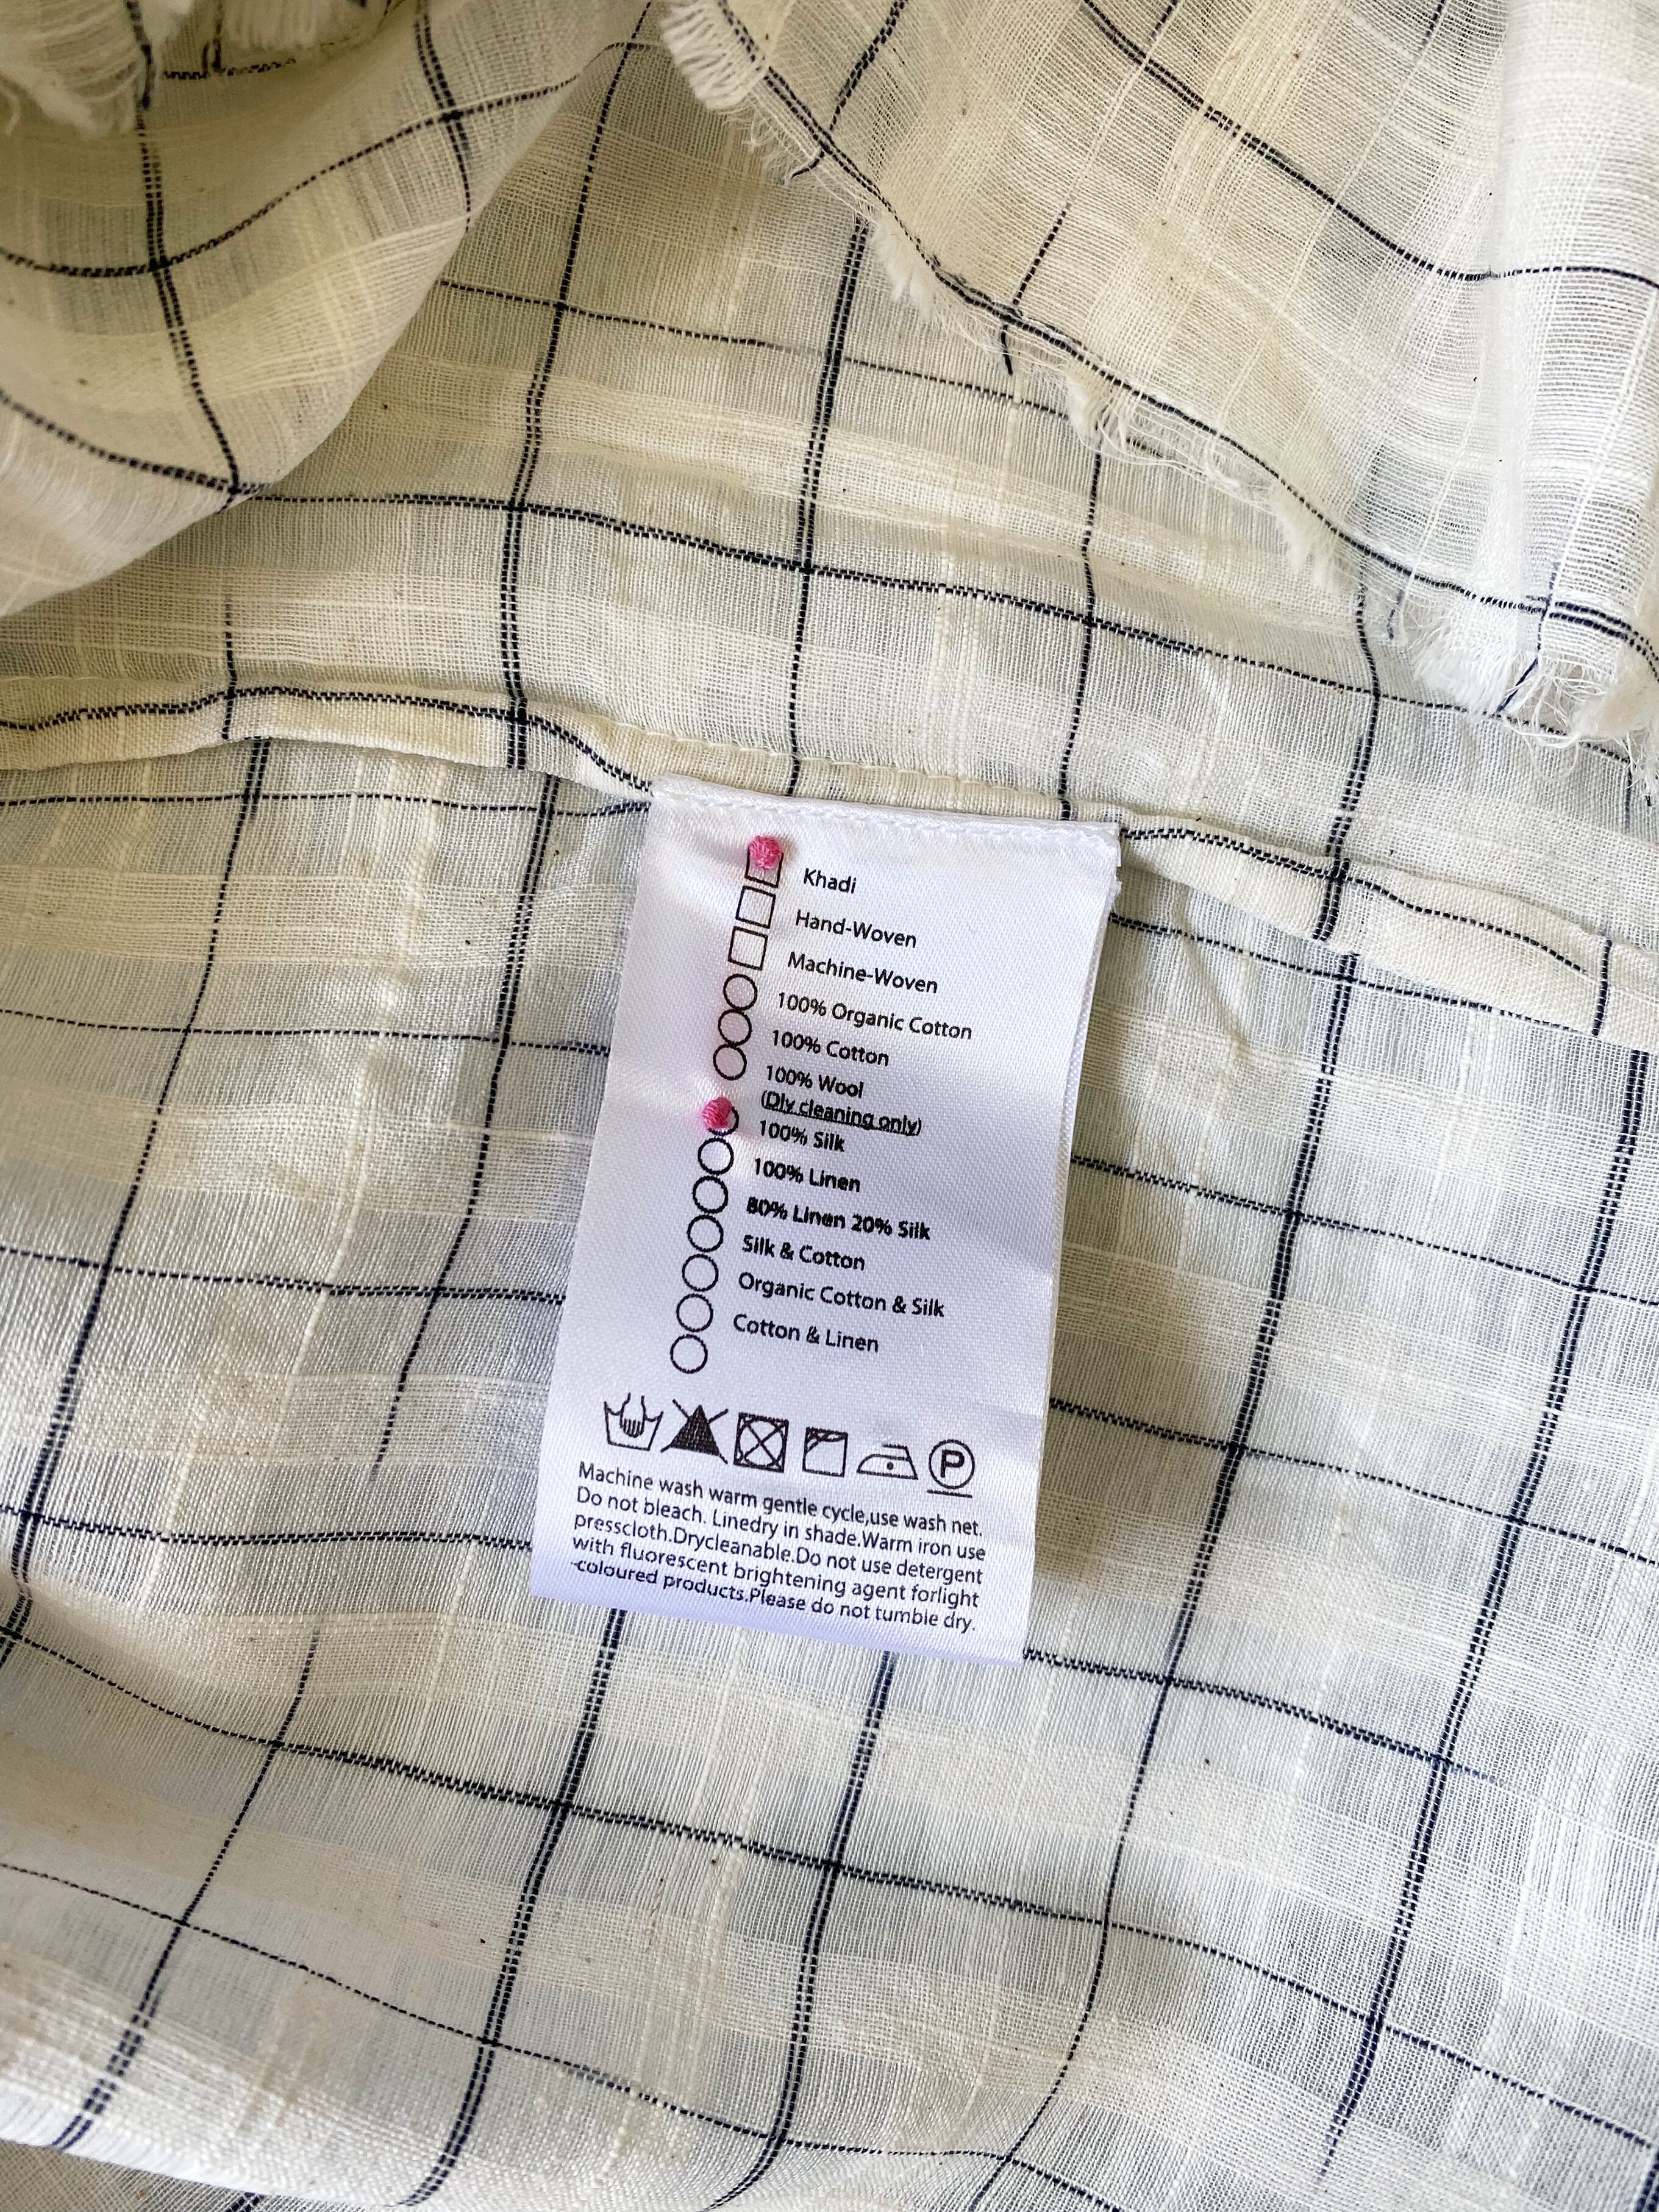 Khadi
Hand-Woven
Machine-Woven
100% Organic Cotton
100% Cotton
100% Wool
(Dly cleaning only)
100% Silk
100% Linen
80% Linen 20% Silk
Silk & Cotton
Organic Cotton & Silk
Cotton & Linen
P
Machine wash warm gentle cycle,use wash net.
Do not bleach. Linedry in shade.Warm iron use
presscloth.Drycleanable.Do not use detergent
with fluorescent brightening agent forlight
-coloured products.Please do not tumble dry.